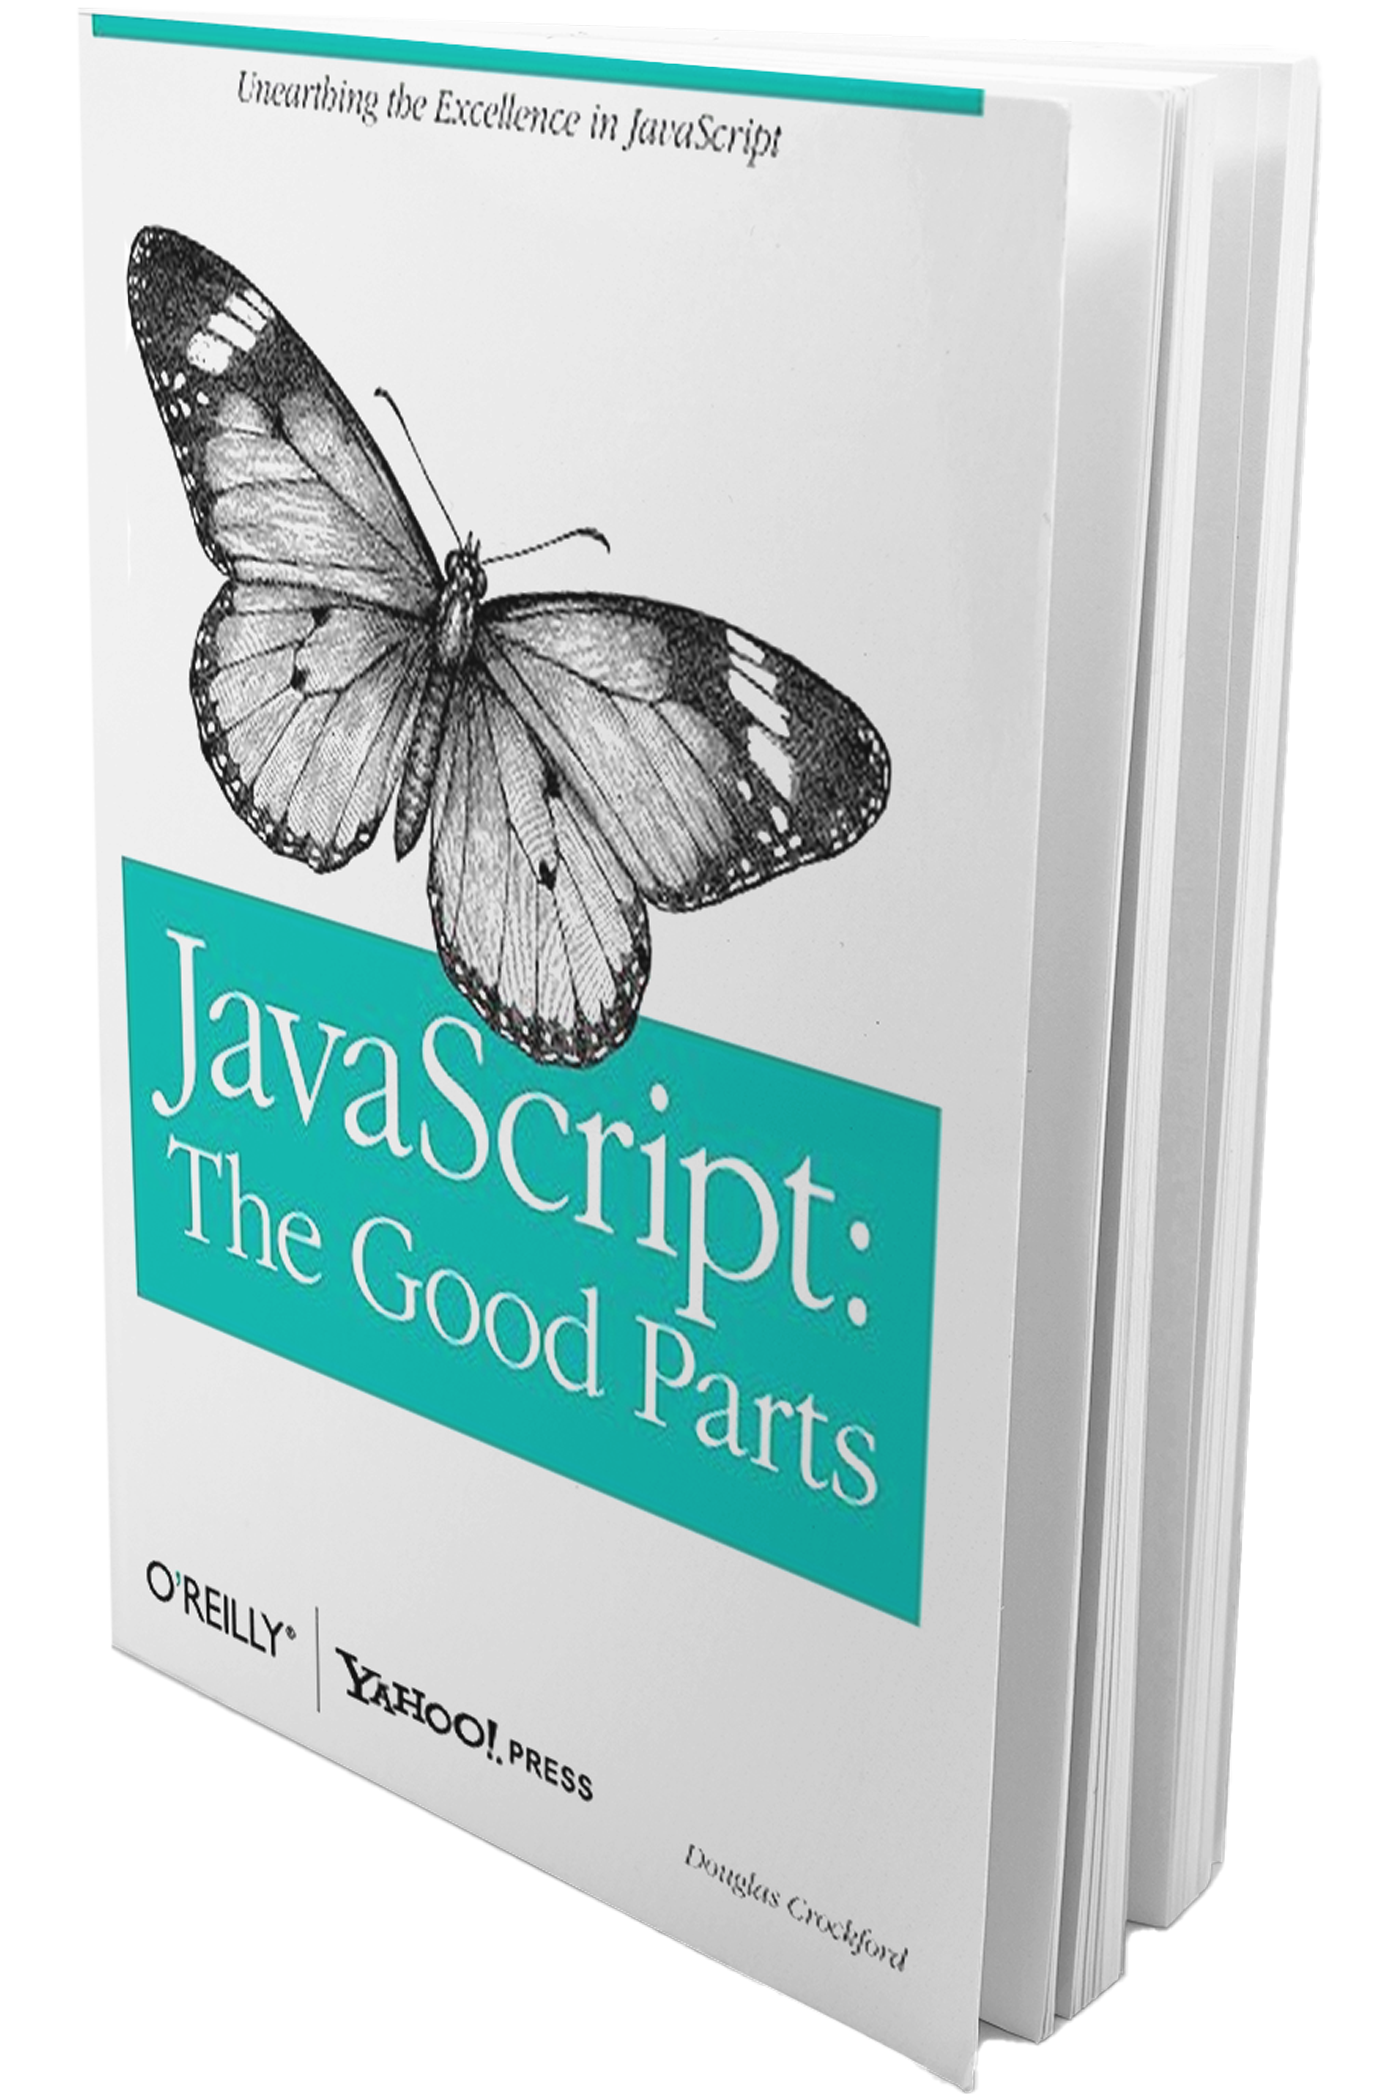 Unearthing the Excellence in JavaScript
JavaScript:
The Good Parts
O'REILLY®
YAHOO! PRESS
Douglas Crockford